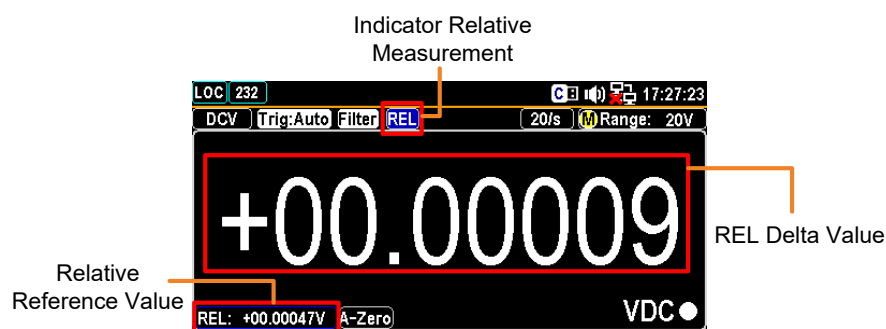 Indicator Relative
Measurement
LOC 232 C 17:27:23
DCV Trig:Auto Filter REL 20/s M Range: 20V
+00.00009
REL Delta Value
Relative
Reference Value
REL: +00.00047V A-Zero VDC